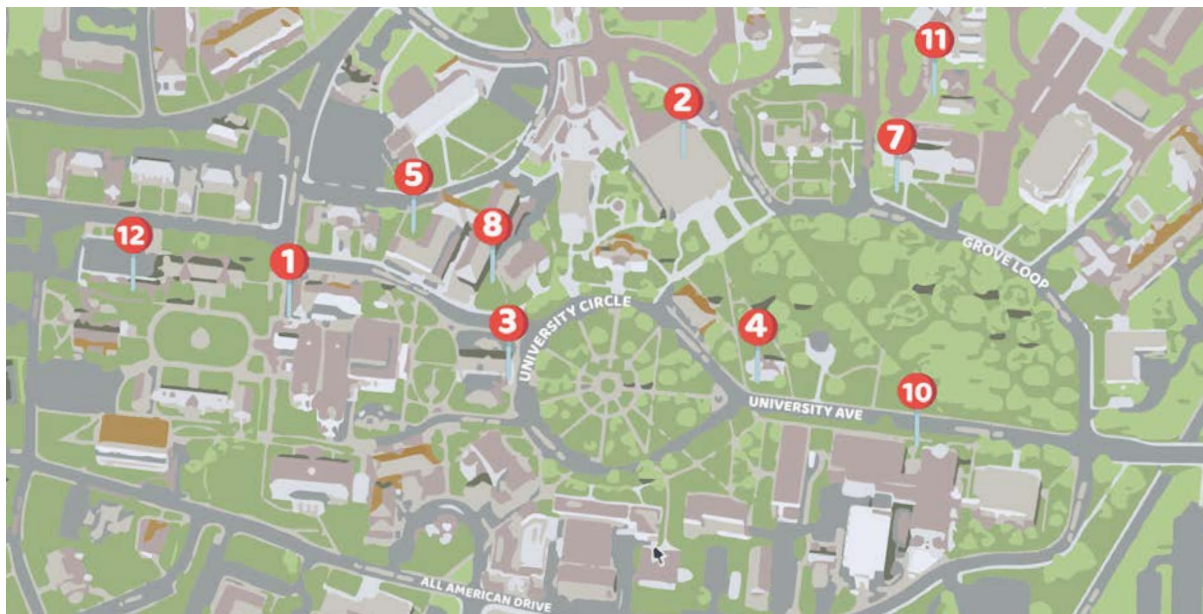 11
2
7
5
8
12
1
GROVE LOOP
UNIVERSITY CIRCLE
3
4
10
UNIVERSITY AVE
ALL AMERICAN DRIVE